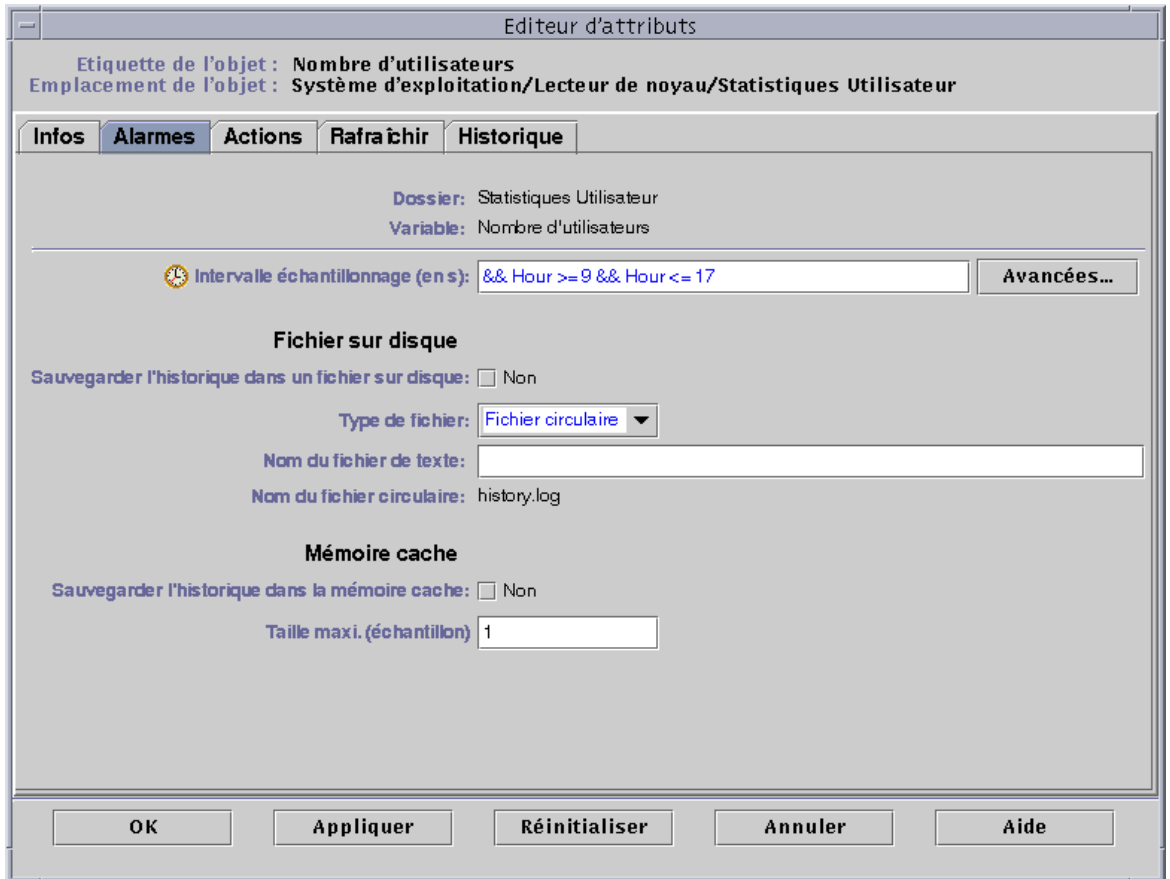 Editeur d'attributs
Etiquette de l'objet : Nombre d'utilisateurs
Emplacement de l'objet : Système d'exploitation/Lecteur de noyau/Statistiques Utilisateur
Infos Alarmes Actions Rafraîchir Historique
Dossier: Statistiques Utilisateur
Variable: Nombre d'utilisateurs
Intervalle échantillonnage (en s): && Hour >= 9 && Hour <= 17 Avancées...
Fichier sur disque
Sauvegarder l'historique dans un fichier sur disque: Non
Type de fichier: Fichier circulaire
Nom du fichier de texte:
Nom du fichier circulaire: history.log
Mémoire cache
Sauvegarder l'historique dans la mémoire cache: Non
Taille maxi. (échantillon) 1
OK Appliquer Réinitialiser Annuler Aide